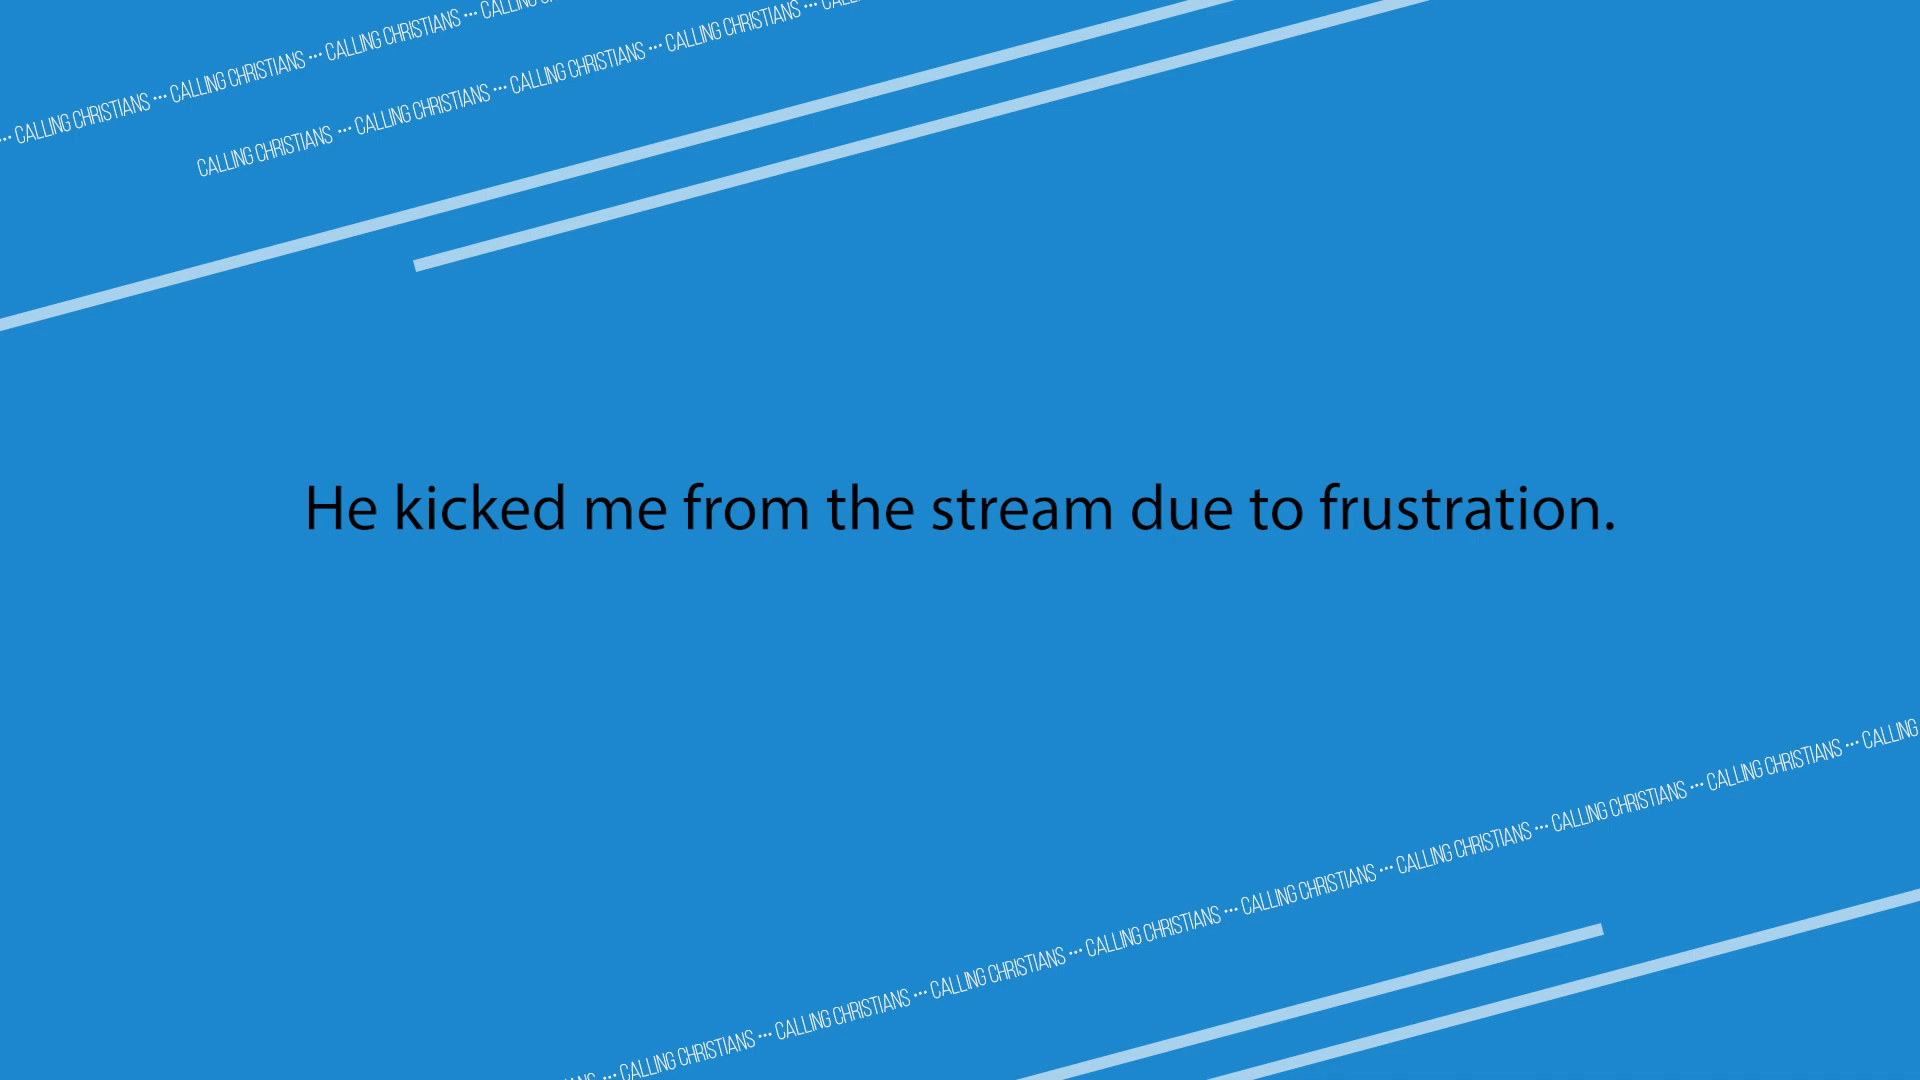 ••• CALLING CHRISTIANS ••• CALLING CHRISTIANS ••• CALLING CHRISTIANS ••• CALLING
CALLING CHRISTIANS ••• CALLING CHRISTIANS ••• CALLING CHRISTIANS ••• CALLING CHRISTIANS •••
He kicked me from the stream due to frustration.
••• CALLING CHRISTIANS ••• CALLING CHRISTIANS ••• CALLING CHRISTIANS ••• CALLING CHRISTIANS ••• CALLING CHRISTIANS ••• CALLING CHRISTIANS ••• CALLING CHRISTIANS ••• CALLING CHRISTIANS ••• CALLING